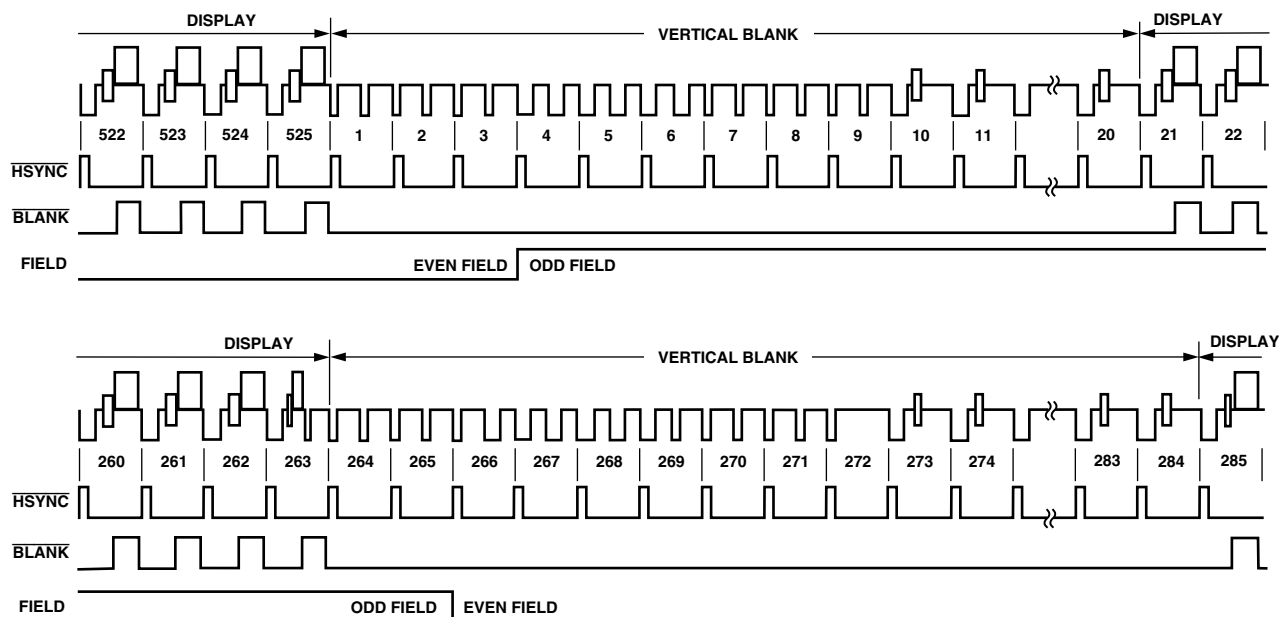 DISPLAY VERTICAL BLANK DISPLAY
522 523 524 525 1 2 3 4 5 6 7 8 9 10 11 20 21 22
HSYNC
BLANK
FIELD EVEN FIELD ODD FIELD
DISPLAY VERTICAL BLANK DISPLAY
260 261 262 263 264 265 266 267 268 269 270 271 272 273 274 283 284 285
HSYNC
BLANK
FIELD ODD FIELD EVEN FIELD